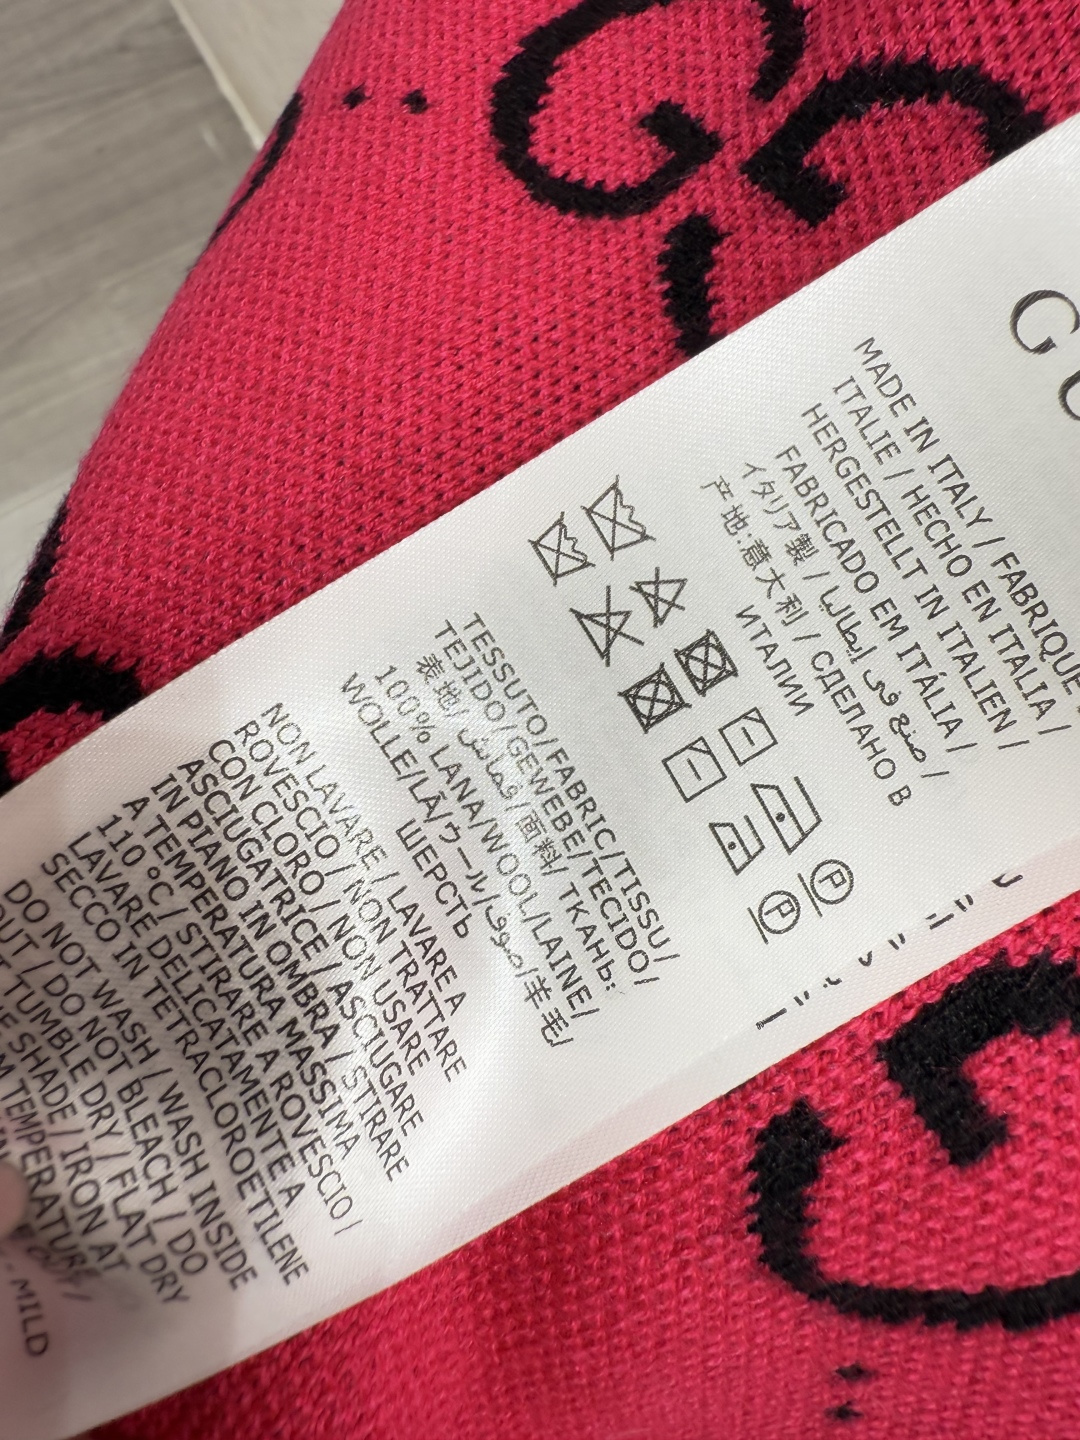 MADE IN ITALY / FABRIQUE
ITALIE / HECHO EN ITALIA /
HERGESTELLT IN ITALIEN /
FABRICADO EM ITÁLIA /
イタリア製 / صنع في ايطاليا /
产地:意大利 / СДЕЛАНО В
ИТАЛИИ
TESSUTO/FABRIC/TISSU/
TEJIDO/GEWEBE/TECIDO/
表地/قماش/面料/ ТКАНЬ:
100% LANA/WOOL/LAINE/
WOLLE/LÃ/ウール/صوف/羊毛/
ШЕРСТЬ
NON LAVARE / LAVARE A
ROVESCIO / NON TRATTARE
CON CLORO / NON USARE
ASCIUGATRICE / ASCIUGARE
IN PIANO IN OMBRA / STIRARE
A TEMPERATURA MASSIMA
110 °C / STIRARE A ROVESCIO /
LAVARE DELICATAMENTE A
SECCO IN TETRACLOROETILENE
DO NOT WASH / WASH INSIDE
OUT / DO NOT BLEACH / DO
TUMBLE DRY / FLAT DRY
SHADE / IRON AT
TEMPERATURE
MILD